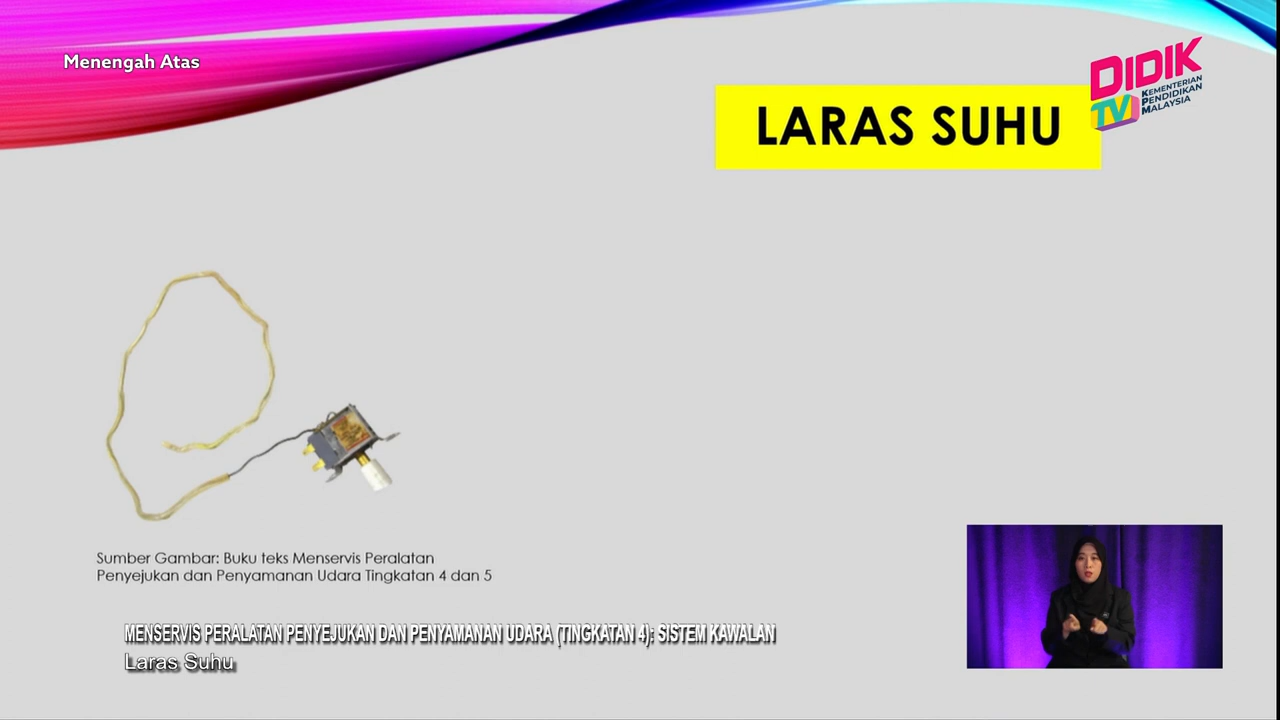 Menengah Atas
DIDIK
TV
KEMENTERIAN
PENDIDIKAN
MALAYSIA
LARAS SUHU
Sumber Gambar: Buku teks Menservis Peralatan
Penyejukan dan Penyamanan Udara Tingkatan 4 dan 5
MENSERVIS PERALATAN PENYEJUKAN DAN PENYAMANAN UDARA (TINGKATAN 4): SISTEM KAWALAN
Laras Suhu